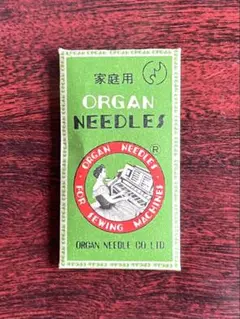 家庭用
ORGAN
NEEDLES
ORGAN NEEDLES
®
FOR SEWING MACHINES
ORGAN NEEDLE CO. LTD.